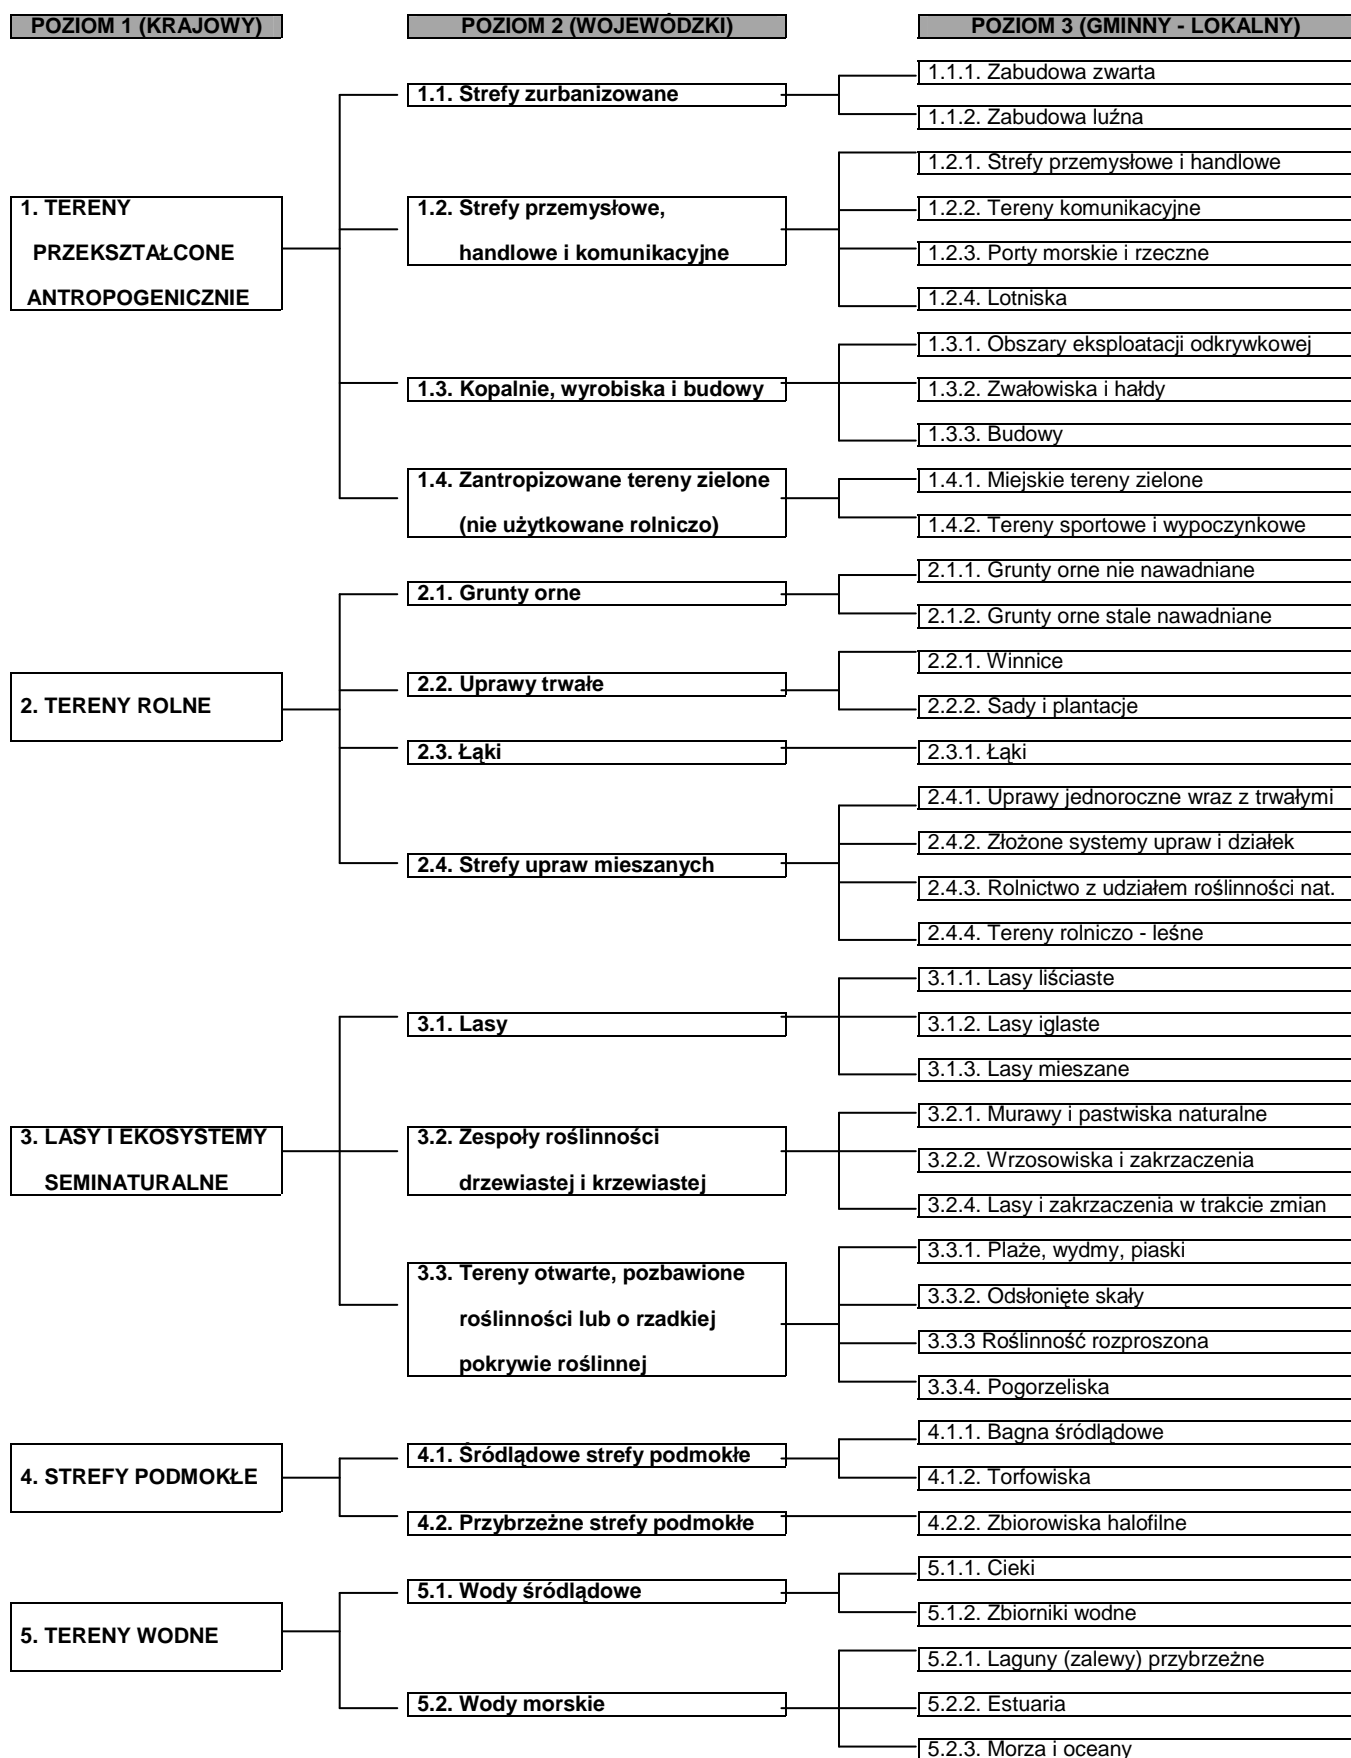 POZIOM 1 (KRAJOWY)
POZIOM 2 (WOJEWÓDZKI)
POZIOM 3 (GMINNY - LOKALNY)
1. TERENY
PRZEKSZTAŁCONE
ANTROPOGENICZNIE
1.1. Strefy zurbanizowane
1.1.1. Zabudowa zwarta
1.1.2. Zabudowa luźna
1.2. Strefy przemysłowe,
handlowe i komunikacyjne
1.2.1. Strefy przemysłowe i handlowe
1.2.2. Tereny komunikacyjne
1.2.3. Porty morskie i rzeczne
1.2.4. Lotniska
1.3. Kopalnie, wyrobiska i budowy
1.3.1. Obszary eksploatacji odkrywkowej
1.3.2. Zwałowiska i hałdy
1.3.3. Budowy
1.4. Zantropizowane tereny zielone
(nie użytkowane rolniczo)
1.4.1. Miejskie tereny zielone
1.4.2. Tereny sportowe i wypoczynkowe
2. TERENY ROLNE
2.1. Grunty orne
2.1.1. Grunty orne nie nawadniane
2.1.2. Grunty orne stale nawadniane
2.2. Uprawy trwałe
2.2.1. Winnice
2.2.2. Sady i plantacje
2.3. Łąki
2.3.1. Łąki
2.4. Strefy upraw mieszanych
2.4.1. Uprawy jednoroczne wraz z trwałymi
2.4.2. Złożone systemy upraw i działek
2.4.3. Rolnictwo z udziałem roślinności nat.
2.4.4. Tereny rolniczo - leśne
3. LASY I EKOSYSTEMY
SEMINATURALNE
3.1. Lasy
3.1.1. Lasy liściaste
3.1.2. Lasy iglaste
3.1.3. Lasy mieszane
3.2. Zespoły roślinności
drzewiastej i krzewiastej
3.2.1. Murawy i pastwiska naturalne
3.2.2. Wrzosowiska i zakrzaczenia
3.2.4. Lasy i zakrzaczenia w trakcie zmian
3.3. Tereny otwarte, pozbawione
roślinności lub o rzadkiej
pokrywie roślinnej
3.3.1. Plaże, wydmy, piaski
3.3.2. Odsłonięte skały
3.3.3 Roślinność rozproszona
3.3.4. Pogorzeliska
4. STREFY PODMOKŁE
4.1. Śródlądowe strefy podmokłe
4.1.1. Bagna śródlądowe
4.1.2. Torfowiska
4.2. Przybrzeżne strefy podmokłe
4.2.2. Zbiorowiska halofilne
5. TERENY WODNE
5.1. Wody śródlądowe
5.1.1. Cieki
5.1.2. Zbiorniki wodne
5.2. Wody morskie
5.2.1. Laguny (zalewy) przybrzeżne
5.2.2. Estuaria
5.2.3. Morza i oceany